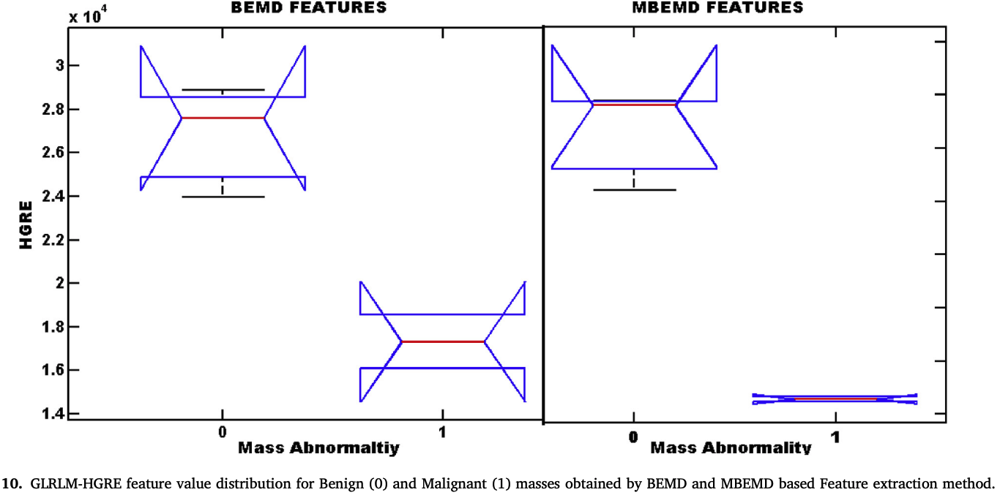 BEMD FEATURES
MBEMD FEATURES
x 10⁴
3
2.8
2.6
2.4
2.2
2
1.8
1.6
1.4
HGRE
0 1
0 1
Mass Abnormaltiy
Mass Abnormality
10. GLRLM-HGRE feature value distribution for Benign (0) and Malignant (1) masses obtained by BEMD and MBEMD based Feature extraction method.